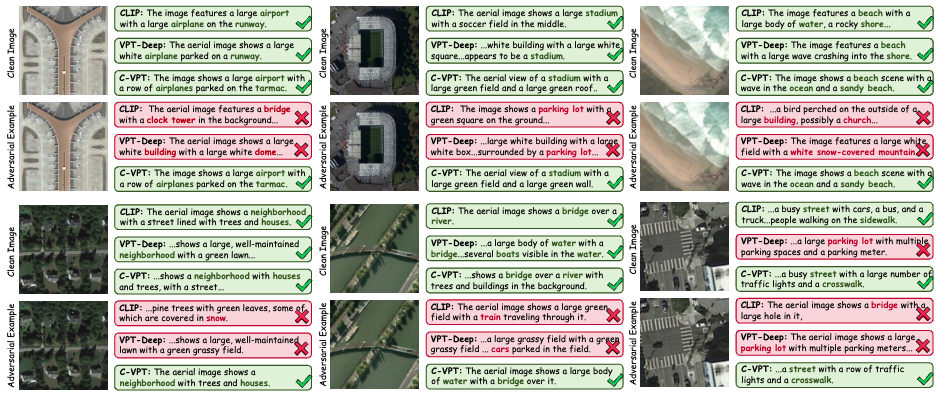 Clean Image
CLIP: The image features a large airport
with a large airplane on the runway.
VPT-Deep: The aerial image shows a large
white airplane parked on a runway.
C-VPT: The image shows a large airport with
a row of airplanes parked on the tarmac.
Adversarial Example
CLIP: The aerial image features a bridge
with a clock tower in the background...
VPT-Deep: The aerial image shows a large
white building with a large white dome...
C-VPT: The image shows a large airport with
a row of airplanes parked on the tarmac.
Clean Image
CLIP: The image features a large stadium
with a soccer field in the middle.
VPT-Deep: ...white building with a large white
square...appears to be a stadium.
C-VPT: The aerial view of a stadium with a
large green field and a large green roof..
Adversarial Example
CLIP: The image shows a parking lot with a
green square on the ground...
VPT-Deep: ...large white building with a large
white box...surrounded by a parking lot...
C-VPT: The aerial view of a stadium with a
large green field and a large green wall.
Clean Image
CLIP: The image features a beach with a
large body of water, a rocky shore...
VPT-Deep: The image features a beach
with a large wave crashing into the shore.
C-VPT: The image shows a beach scene with a
wave in the ocean and a sandy beach.
Adversarial Example
CLIP: ...a bird perched on the outside of a
large building, possibly a church...
VPT-Deep: The image features a large white
field with a white snow-covered mountain.
C-VPT: The image shows a beach scene with a
wave in the ocean and a sandy beach.
Clean Image
CLIP: The aerial image shows a neighborhood
with a street lined with trees and houses.
VPT-Deep: ...shows a large, well-maintained
neighborhood with a green lawn...
C-VPT: ...shows a neighborhood with houses
and trees, with a street...
Adversarial Example
CLIP: ...pine trees with green leaves, some of
which are covered in snow.
VPT-Deep: ...shows a large, well-maintained
lawn with a green grassy field.
C-VPT: The aerial image shows a
neighborhood with trees and houses.
Clean Image
CLIP: The aerial image shows a bridge over a
river.
VPT-Deep: ...a large body of water with a
bridge...several boats visible in the water.
C-VPT: ...shows a bridge over a river with
trees and buildings in the background.
Adversarial Example
CLIP: The aerial image shows a large green
field with a train traveling through it.
VPT-Deep: ...a large grassy field with a green
grassy field ... cars parked in the field.
C-VPT: The aerial image shows a large body
of water with a bridge over it.
Clean Image
CLIP: ...a busy street with cars, a bus, and a
truck...people walking on the sidewalk.
VPT-Deep: ...a large parking lot with multiple
parking spaces and a parking meter.
C-VPT: ...a busy street with a large number of
traffic lights and a crosswalk.
Adversarial Example
CLIP: The aerial image shows a bridge with a
large hole in it,
VPT-Deep: The aerial image shows a large
parking lot with multiple parking meters...
C-VPT: ...a street with a row of traffic
lights and a crosswalk.